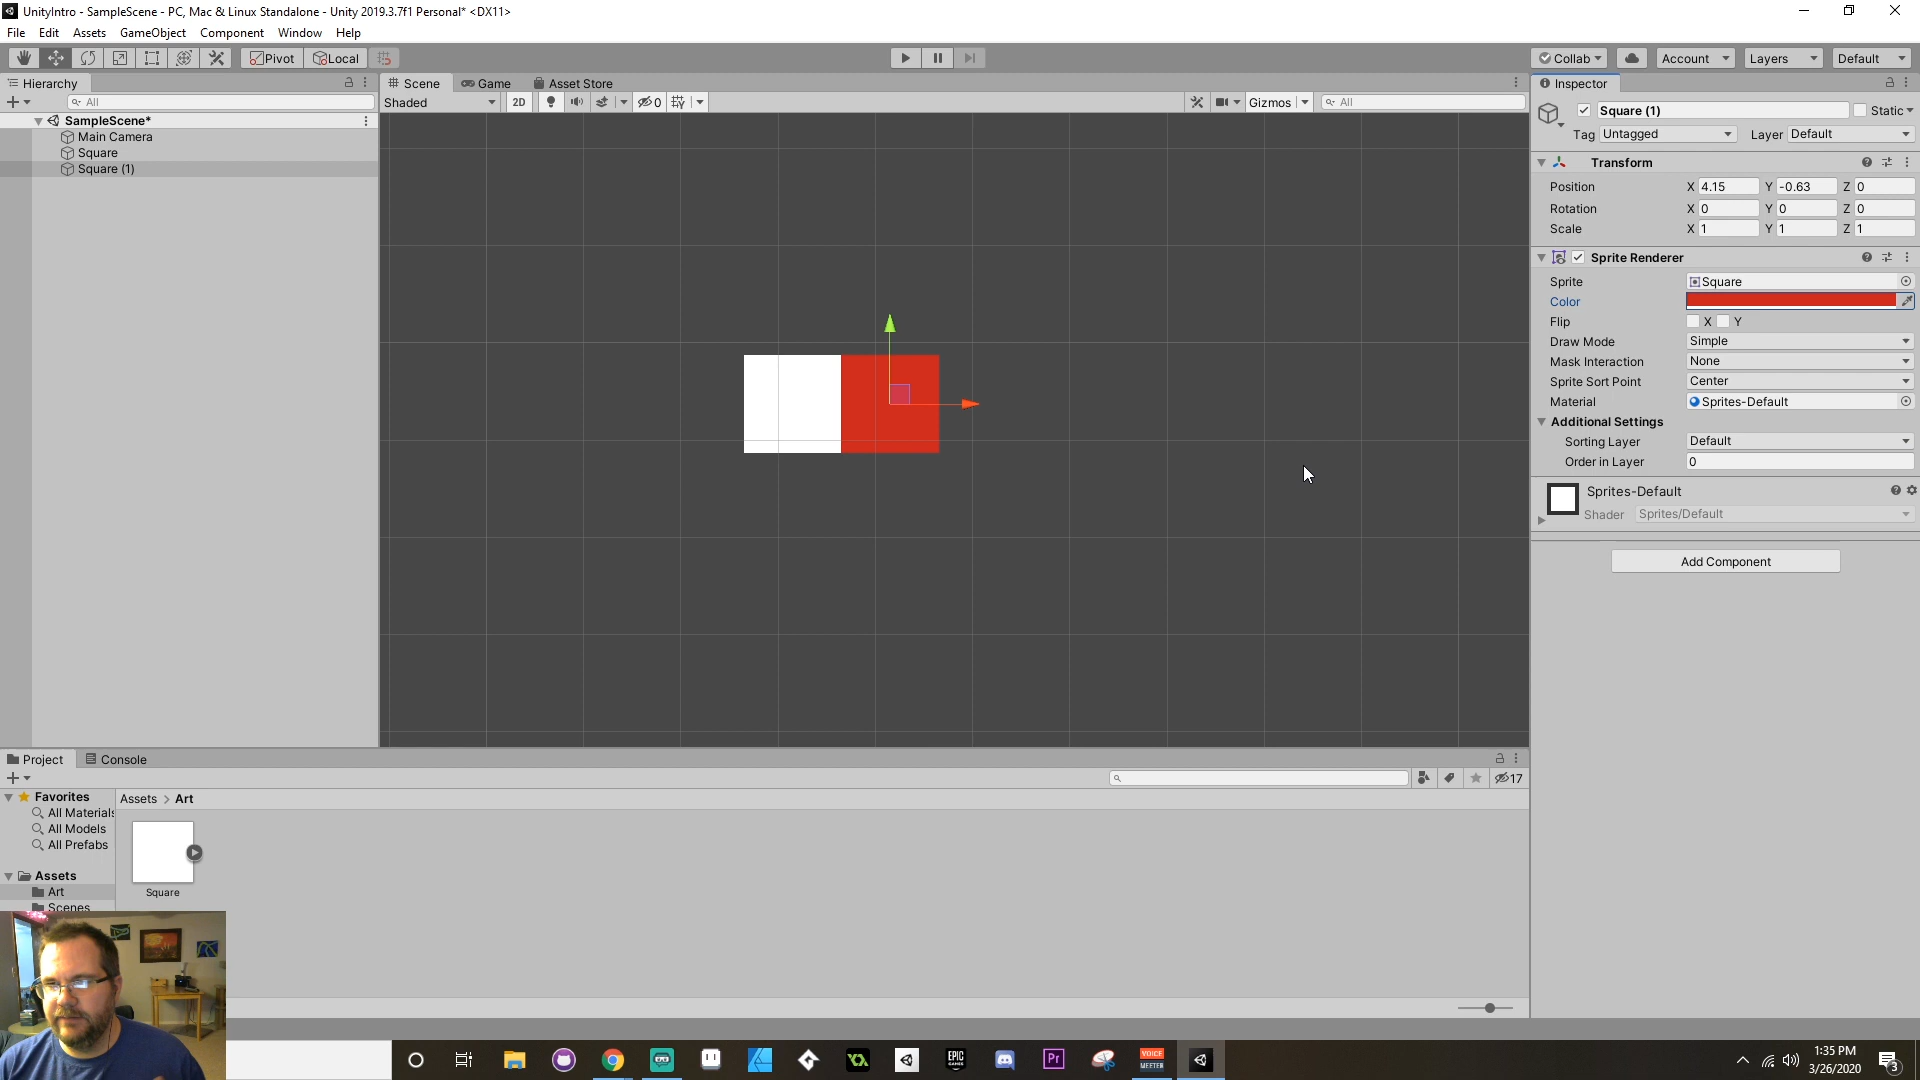 UnityIntro - SampleScene - PC, Mac & Linux Standalone - Unity 2019.3.7f1 Personal* <DX11>
File Edit Assets GameObject Component Window Help
Pivot Local Collab Account Layers Default
Hierarchy
All
SampleScene*
Main Camera
Square
Square (1)
Scene Game Asset Store
Shaded 2D 0 Gizmos All
Inspector
Square (1) Static
Tag Untagged Layer Default
Transform
Position X 4.15 Y -0.63 Z 0
Rotation X 0 Y 0 Z 0
Scale X 1 Y 1 Z 1
Sprite Renderer
Sprite Square
Color
Flip X Y
Draw Mode Simple
Mask Interaction None
Sprite Sort Point Center
Material Sprites-Default
Additional Settings
Sorting Layer Default
Order in Layer 0
Sprites-Default
Shader Sprites/Default
Add Component
Project Console
17
Favorites
All Materials
All Models
All Prefabs
Assets
Art
Scenes
Assets > Art
Square
EPIC GAMES
Pr
VOICE MEETER
1:35 PM
3/26/2020
3